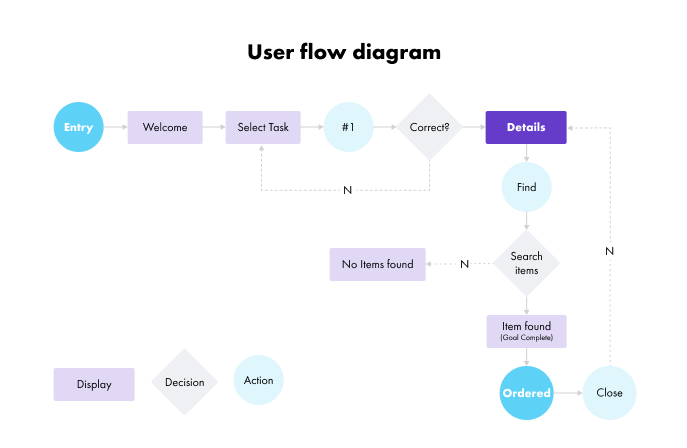 User flow diagram
Entry
Welcome
Select Task
#1
Correct?
Details
N
Find
Search
items
N
No Items found
N
Item found
(Goal Complete)
Ordered
Close
Display
Decision
Action